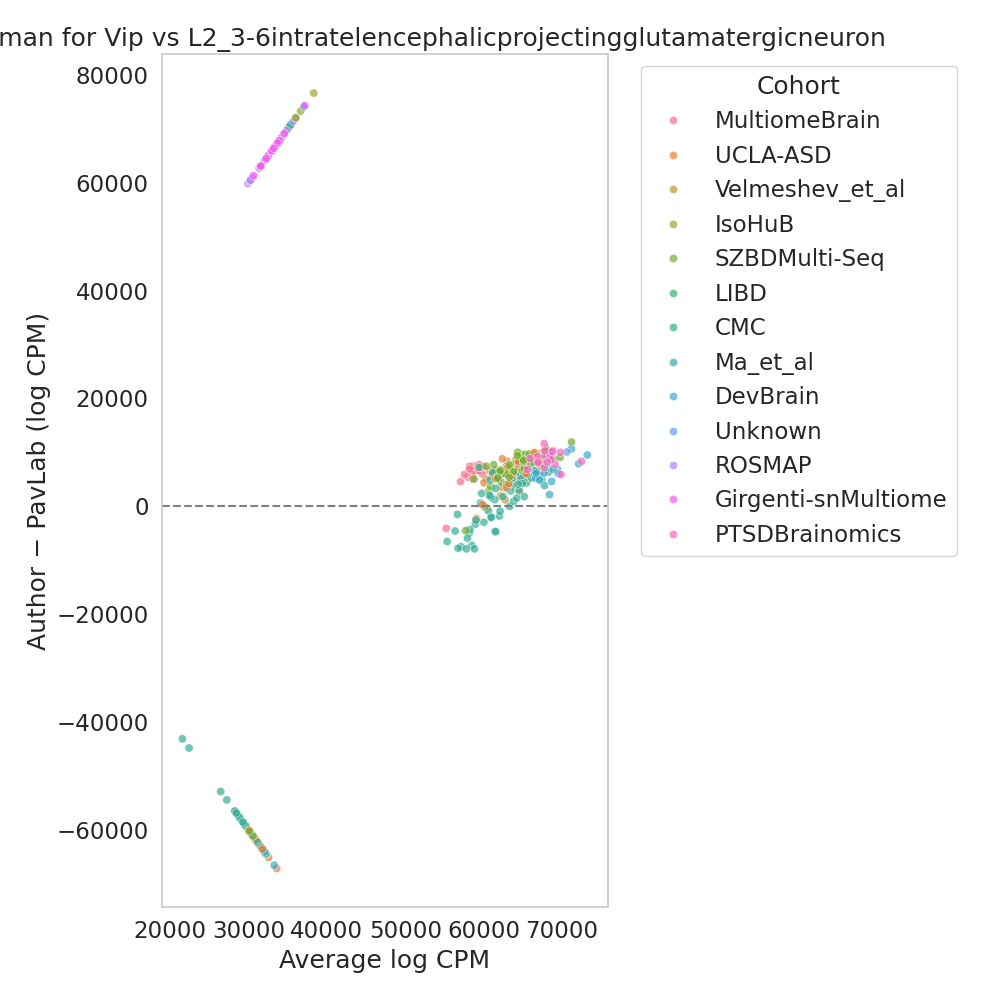 man for Vip vs L2_3-6intratelencephalicprojectingglutamatergicneuron
80000
60000
40000
20000
0
−20000
−40000
−60000
Author − PavLab (log CPM)
20000 30000 40000 50000 60000 70000
Average log CPM
Cohort
MultiomeBrain
UCLA-ASD
Velmeshev_et_al
IsoHuB
SZBDMulti-Seq
LIBD
CMC
Ma_et_al
DevBrain
Unknown
ROSMAP
Girgenti-snMultiome
PTSDBrainomics